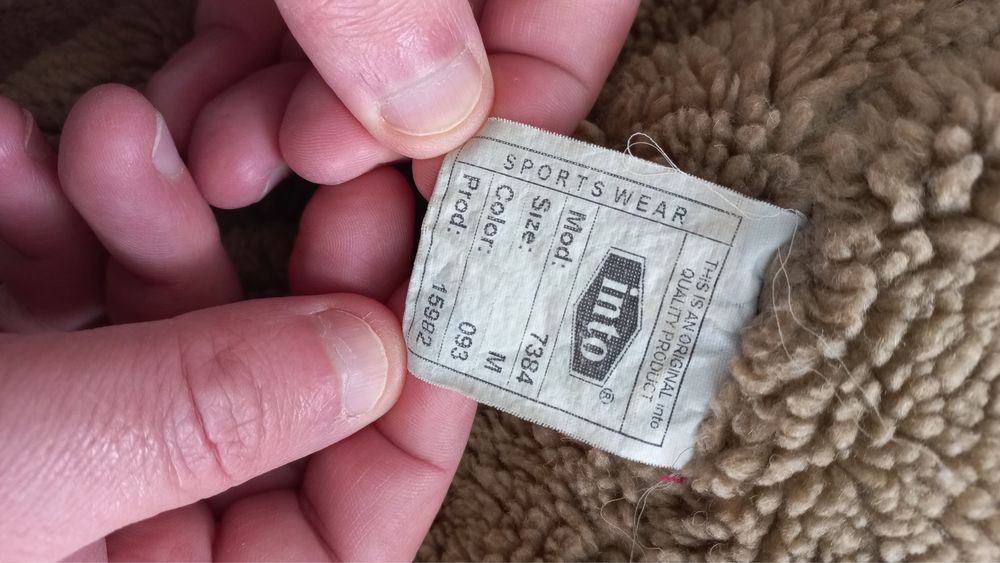 SPORTSWEAR
THIS IS AN ORIGINAL into
QUALITY PRODUCT
into®
Mod: 7384
Size: M
Color: 093
Prod: 15982